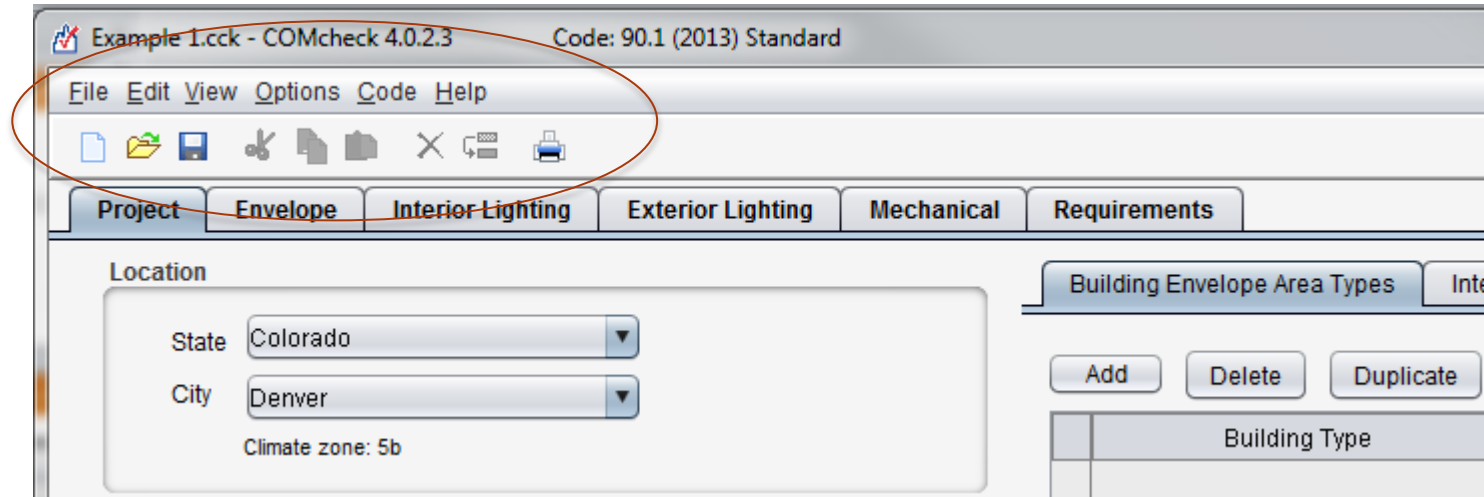 Example 1.cck - COMcheck 4.0.2.3 Code: 90.1 (2013) Standard
File Edit View Options Code Help
Project Envelope Interior Lighting Exterior Lighting Mechanical Requirements
Location
State Colorado
City Denver
Climate zone: 5b
Building Envelope Area Types Inte
Add Delete Duplicate
Building Type